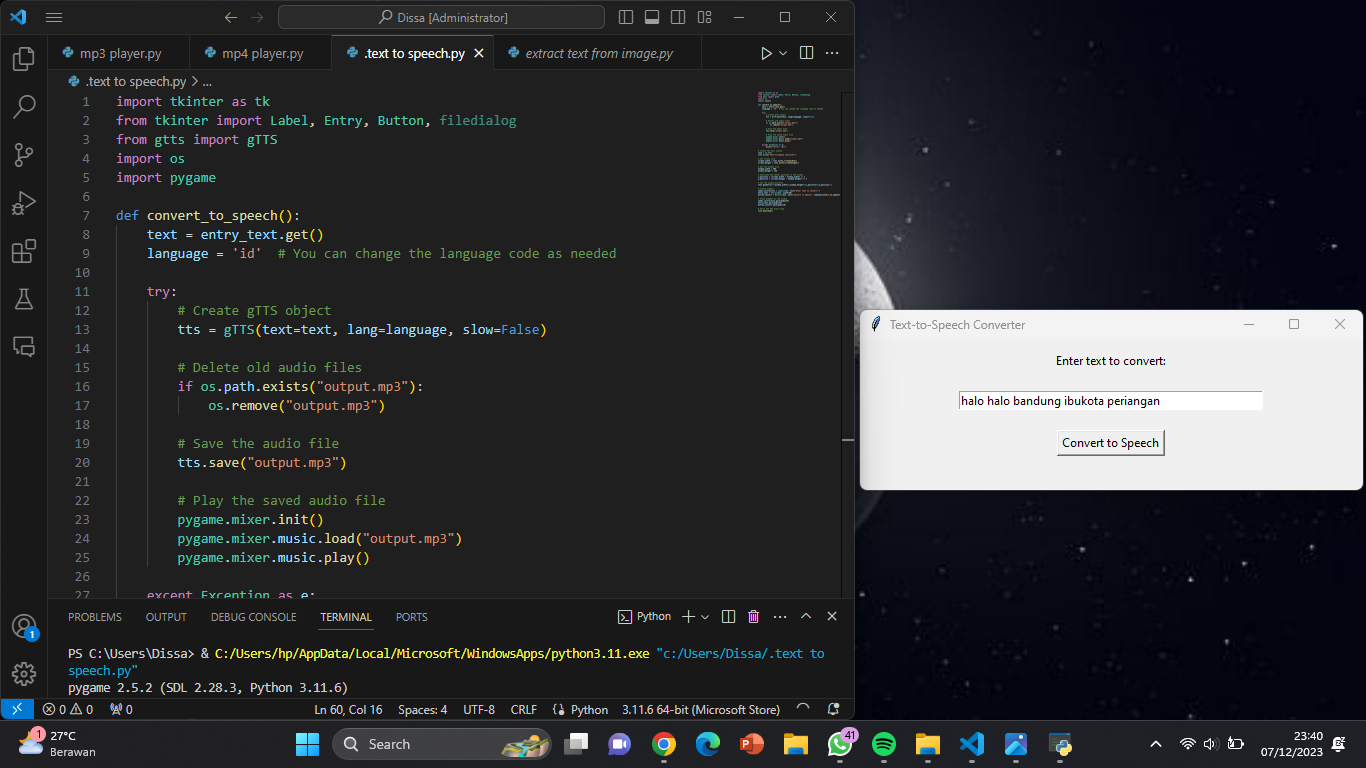 Dissa [Administrator]
mp3 player.py
mp4 player.py
.text to speech.py
extract text from image.py
.text to speech.py > ...
1 import tkinter as tk
2 from tkinter import Label, Entry, Button, filedialog
3 from gtts import gTTS
4 import os
5 import pygame
6
7 def convert_to_speech():
8 text = entry_text.get()
9 language = 'id'  # You can change the language code as needed
10
11 try:
12 # Create gTTS object
13 tts = gTTS(text=text, lang=language, slow=False)
14
15 # Delete old audio files
16 if os.path.exists("output.mp3"):
17 os.remove("output.mp3")
18
19 # Save the audio file
20 tts.save("output.mp3")
21
22 # Play the saved audio file
23 pygame.mixer.init()
24 pygame.mixer.music.load("output.mp3")
25 pygame.mixer.music.play()
26
27 except Exception as e:
PROBLEMS OUTPUT DEBUG CONSOLE TERMINAL PORTS Python
PS C:\Users\Dissa> & C:/Users/hp/AppData/Local/Microsoft/WindowsApps/python3.11.exe "c:/Users/Dissa/.text to
speech.py"
pygame 2.5.2 (SDL 2.28.3, Python 3.11.6)
1
0 0 0 Ln 60, Col 16 Spaces: 4 UTF-8 CRLF Python 3.11.6 64-bit (Microsoft Store)
Text-to-Speech Converter
Enter text to convert:
halo halo bandung ibukota periangan
Convert to Speech
1
27°C
Berawan
Search
41
23:40
07/12/2023